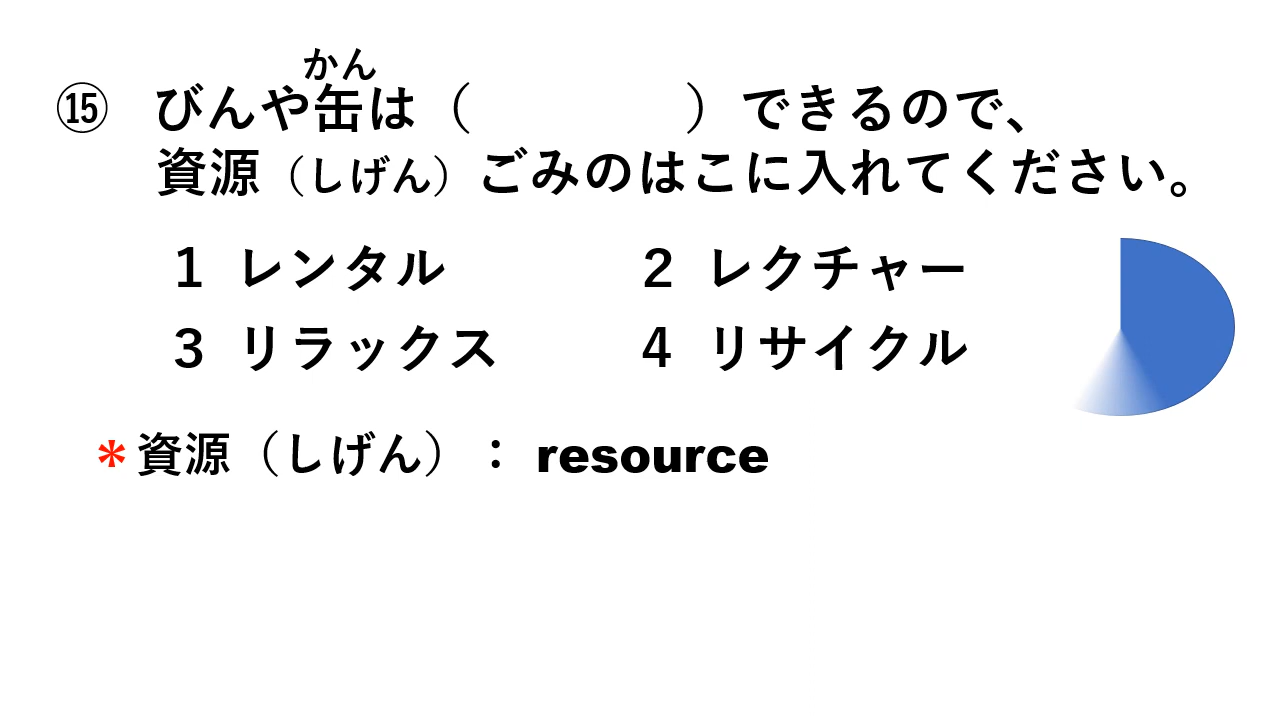 かん
⑮ びんや缶は（　　　　）できるので、
資源（しげん）ごみのはこに入れてください。
1 レンタル 2 レクチャー
3 リラックス 4 リサイクル
*資源（しげん）： resource